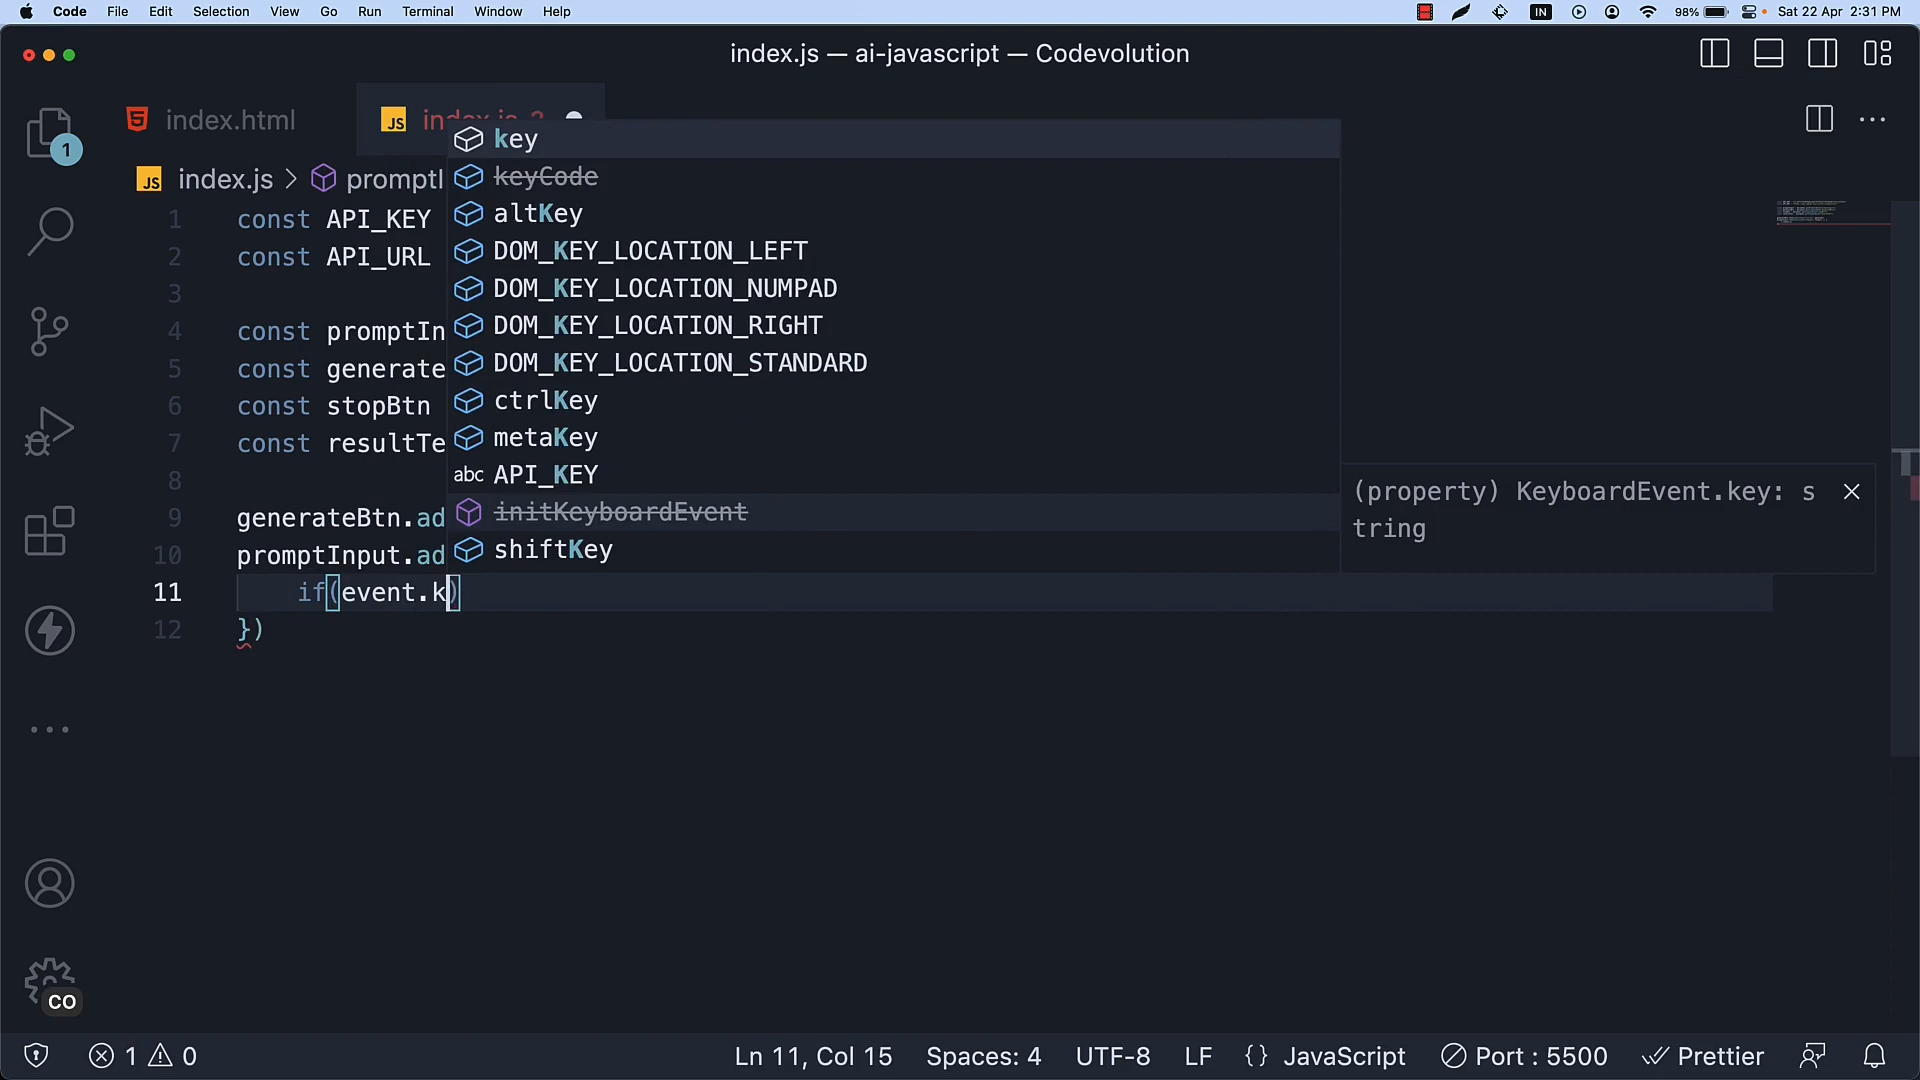 Code File Edit Selection View Go Run Terminal Window Help IN 98% Sat 22 Apr 2:31 PM
index.js — ai-javascript — Codevolution
index.html
JS
1
JS index.js > promptI
key
keyCode
altKey
DOM_KEY_LOCATION_LEFT
DOM_KEY_LOCATION_NUMPAD
DOM_KEY_LOCATION_RIGHT
DOM_KEY_LOCATION_STANDARD
ctrlKey
metaKey
abc API_KEY
initKeyboardEvent
shiftKey
(property) KeyboardEvent.key: s
tring
1 const API_KEY
2 const API_URL
3
4 const promptIn
5 const generate
6 const stopBtn
7 const resultTe
8
9 generateBtn.ad
10 promptInput.ad
11 if(event.k)
12 })
CO
1 0 Ln 11, Col 15 Spaces: 4 UTF-8 LF {} JavaScript Port : 5500 Prettier